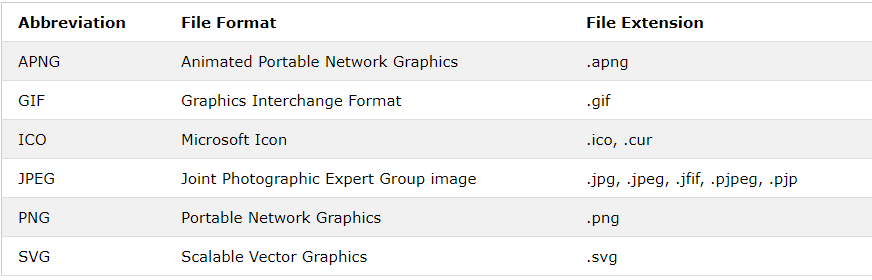 Abbreviation File Format File Extension
APNG Animated Portable Network Graphics .apng
GIF Graphics Interchange Format .gif
ICO Microsoft Icon .ico, .cur
JPEG Joint Photographic Expert Group image .jpg, .jpeg, .jfif, .pjpeg, .pjp
PNG Portable Network Graphics .png
SVG Scalable Vector Graphics .svg